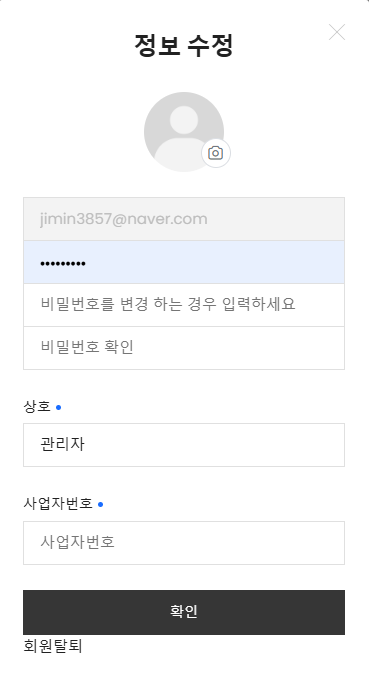 정보 수정
jimin3857@naver.com
•••••••••
비밀번호를 변경 하는 경우 입력하세요
비밀번호 확인
상호
관리자
사업자번호
사업자번호
확인
회원탈퇴